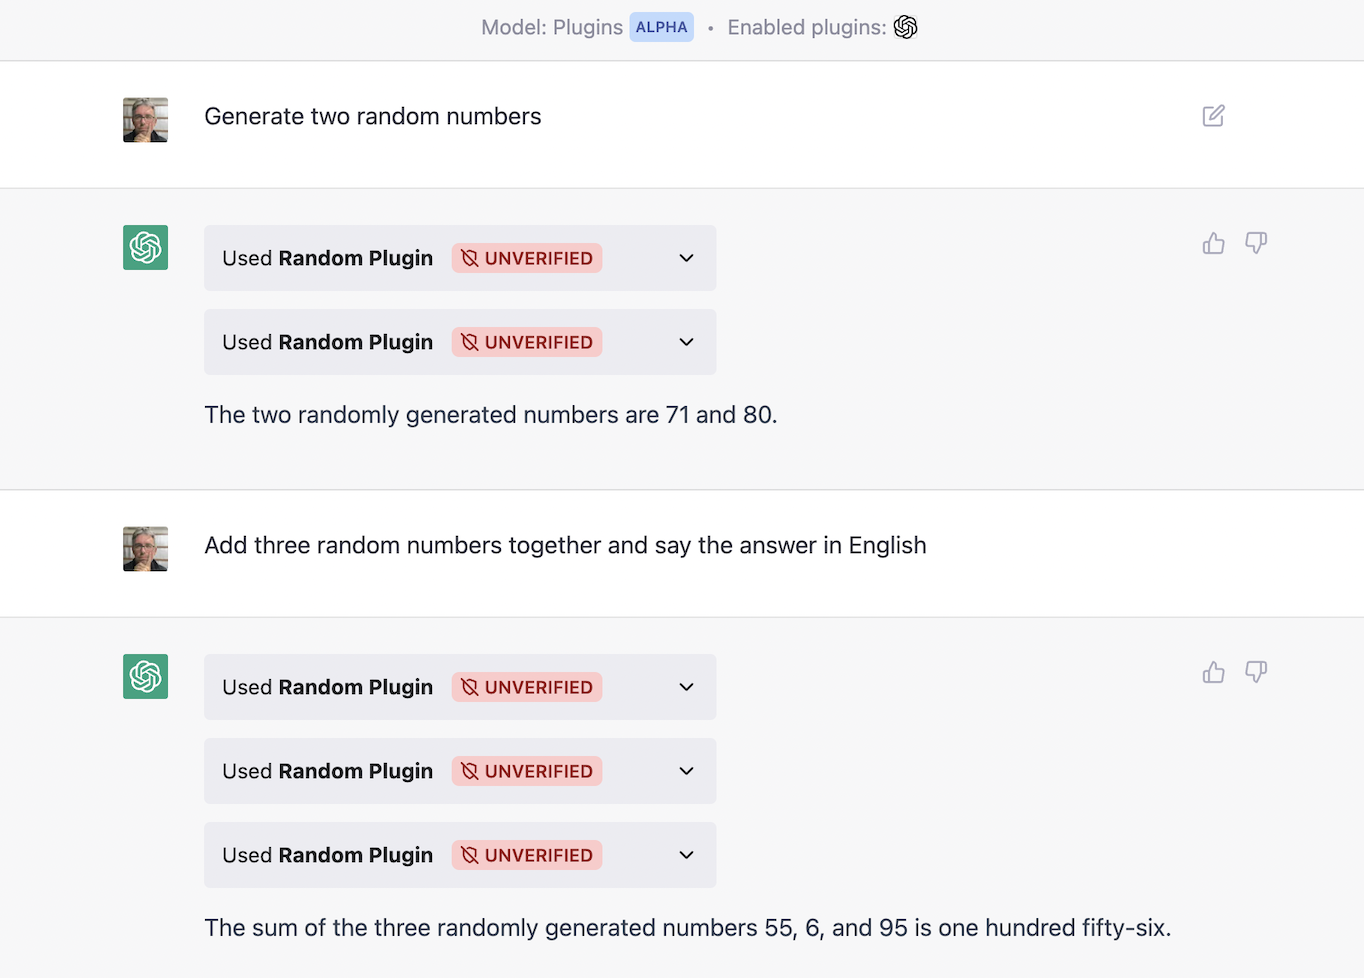 Model: Plugins ALPHA • Enabled plugins:
Generate two random numbers
Used Random Plugin UNVERIFIED
Used Random Plugin UNVERIFIED
The two randomly generated numbers are 71 and 80.
Add three random numbers together and say the answer in English
Used Random Plugin UNVERIFIED
Used Random Plugin UNVERIFIED
Used Random Plugin UNVERIFIED
The sum of the three randomly generated numbers 55, 6, and 95 is one hundred fifty-six.